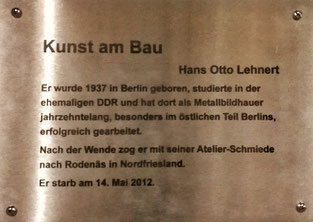 Kunst am Bau
Hans Otto Lehnert
Er wurde 1937 in Berlin geboren, studierte in der
ehemaligen DDR und hat dort als Metallbildhauer
jahrzehntelang, besonders im östlichen Teil Berlins,
erfolgreich gearbeitet.
Nach der Wende zog er mit seiner Atelier-Schmiede
nach Rodenäs in Nordfriesland.
Er starb am 14. Mai 2012.